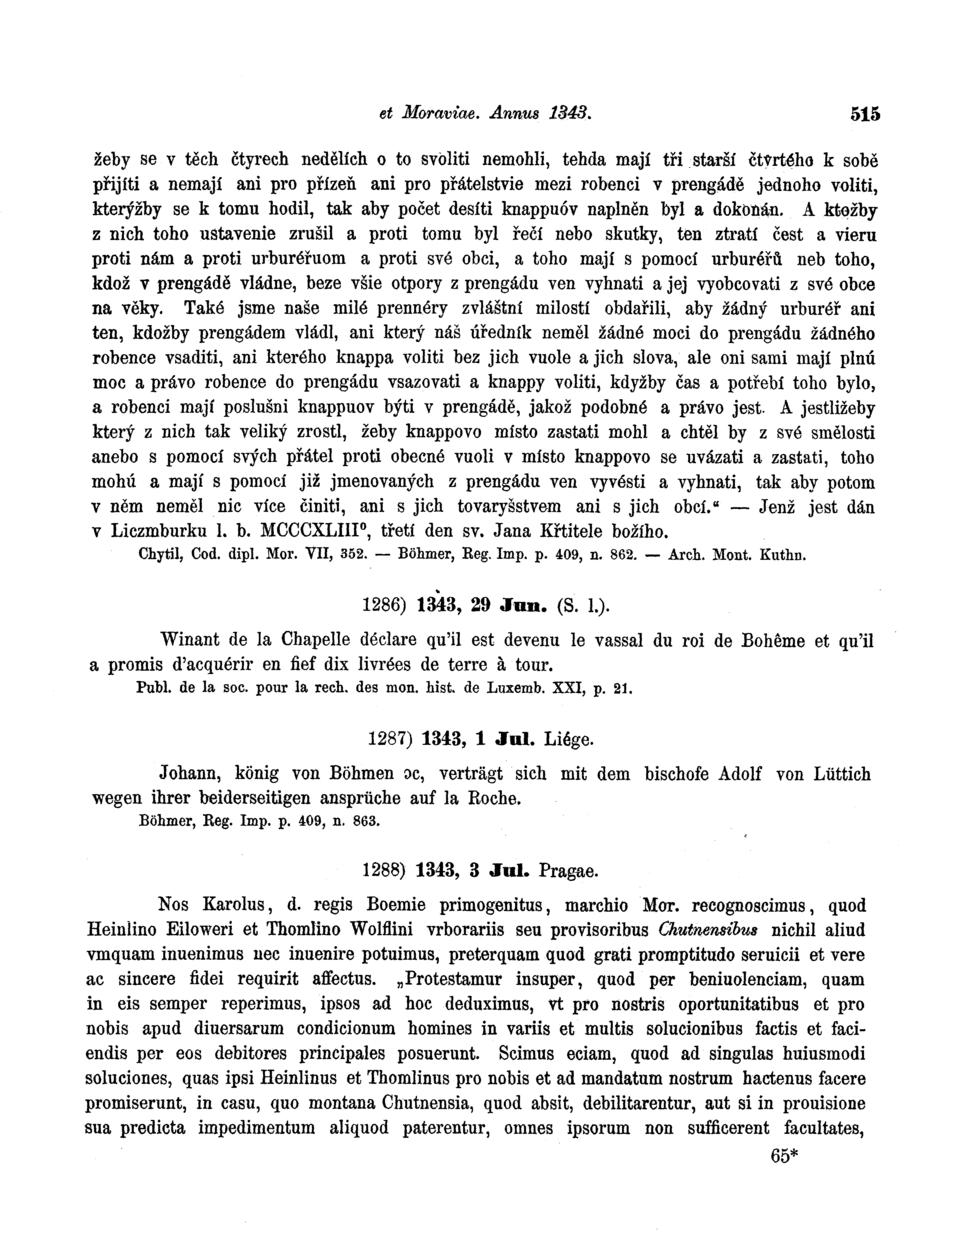 et Moraviae. Annus 1343. 515
žeby se v těch čtyrech nedělích o to svoliti nemohli, tehda mají tři starší čtvrtého k sobě
přijíti a nemají ani pro přízeň ani pro přátelstvie mezi robenci v prengádě jednoho voliti,
kterýžby se k tomu hodil, tak aby počet desíti knappuóv naplněn byl a dokonán. A ktožby
z nich toho ustavenie zrušil a proti tomu byl řečí nebo skutky, ten ztratí čest a vieru
proti nám a proti urburéřuom a proti své obci, a toho mají s pomocí urburéřů neb toho,
kdož v prengádě vládne, beze všie otpory z prengádu ven vyhnati a jej vyobcovati z své obce
na věky. Také jsme naše milé prennéry zvláštní milostí obdařili, aby žádný urburéř ani
ten, kdožby prengádem vládl, ani který náš úředník neměl žádné moci do prengádu žádného
robence vsaditi, ani kterého knappa voliti bez jich vuole a jich slova, ale oni sami mají plnú
moc a právo robence do prengádu vsazovati a knappy voliti, kdyžby čas a potřebí toho bylo,
a robenci mají poslušni knappuov býti v prengádě, jakož podobné a právo jest. A jestližeby
který z nich tak veliký zrostl, žeby knappovo místo zastati mohl a chtěl by z své smělosti
anebo s pomocí svých přátel proti obecné vuoli v místo knappovo se uvázati a zastati, toho
mohú a mají s pomocí již jmenovaných z prengádu ven vyvésti a vyhnati, tak aby potom
v něm neměl nic více činiti, ani s jich tovaryšstvem ani s jich obcí.“ — Jenž jest dán
v Liczmburku l. b. MCCCXLIII⁰, třetí den sv. Jana Křtitele božího.
Chytil, Cod. dipl. Mor. VII, 352. — Böhmer, Reg. Imp. p. 409, n. 862. — Arch. Mont. Kuthn.
1286) 1343, 29 Jun. (S. l.).
Winant de la Chapelle déclare qu'il est devenu le vassal du roi de Bohême et qu'il
a promis d'acquérir en fief dix livrées de terre à tour.
Publ. de la soc. pour la rech. des mon. hist. de Luxemb. XXI, p. 21.
1287) 1343, 1 Jul. Liége.
Johann, könig von Böhmen ꝛc, verträgt sich mit dem bischofe Adolf von Lüttich
wegen ihrer beiderseitigen ansprüche auf la Roche.
Böhmer, Reg. Imp. p. 409, n. 863.
1288) 1343, 3 Jul. Pragae.
Nos Karolus, d. regis Boemie primogenitus, marchio Mor. recognoscimus, quod
Heinlino Eiloweri et Thomlino Wolflini vrborariis seu provisoribus Chutnensibus nichil aliud
vmquam inuenimus nec inuenire potuimus, preterquam quod grati promptitudo seruicii et vere
ac sincere fidei requirit affectus. „Protestamur insuper, quod per beniuolenciam, quam
in eis semper reperimus, ipsos ad hoc deduximus, vt pro nostris oportunitatibus et pro
nobis apud diuersarum condicionum homines in variis et multis solucionibus factis et faci-
endis per eos debitores principales posuerunt. Scimus eciam, quod ad singulas huiusmodi
soluciones, quas ipsi Heinlinus et Thomlinus pro nobis et ad mandatum nostrum hactenus facere
promiserunt, in casu, quo montana Chutnensia, quod absit, debilitarentur, aut si in prouisione
sua predicta impedimentum aliquod paterentur, omnes ipsorum non sufficerent facultates,
65*